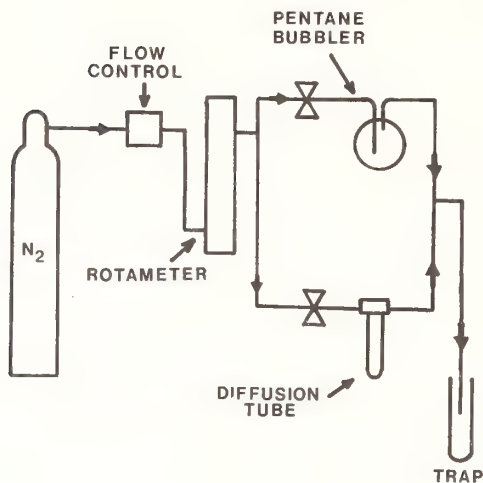 PENTANE
BUBBLER
FLOW
CONTROL
N2
ROTAMETER
DIFFUSION
TUBE
TRAP